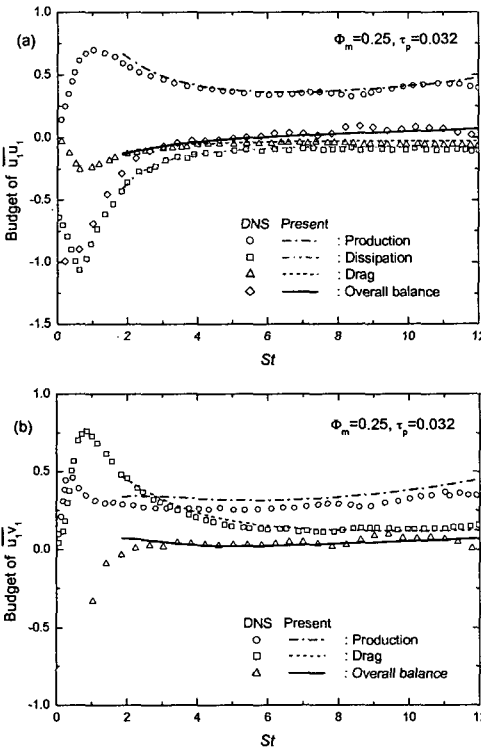 (a)
Φm=0.25, τp=0.032
1.0
0.5
0.0
-0.5
-1.0
-1.5
Budget of u1u1
DNS Present
: Production
: Dissipation
: Drag
: Overall balance
0 2 4 6 8 10 12
St
(b)
Φm=0.25, τp=0.032
1.0
0.5
0.0
-0.5
-1.0
Budget of u1v1
DNS Present
: Production
: Drag
: Overall balance
0 2 4 6 8 10 12
St